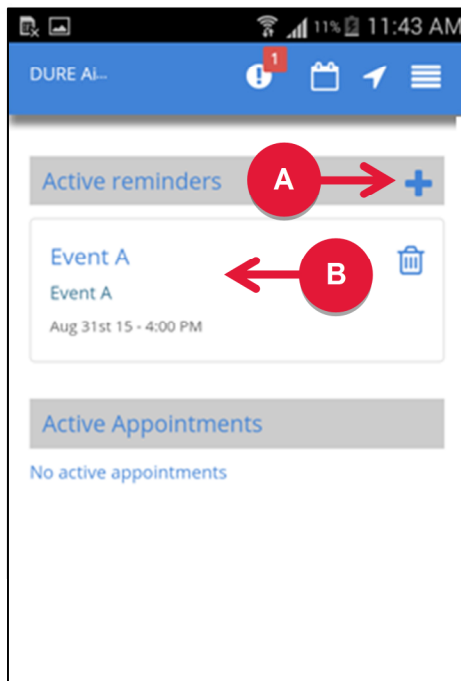 11% 11:43 AM
DURE Ai...
1
Active reminders
A
Event A
B
Event A
Aug 31st 15 - 4:00 PM
Active Appointments
No active appointments